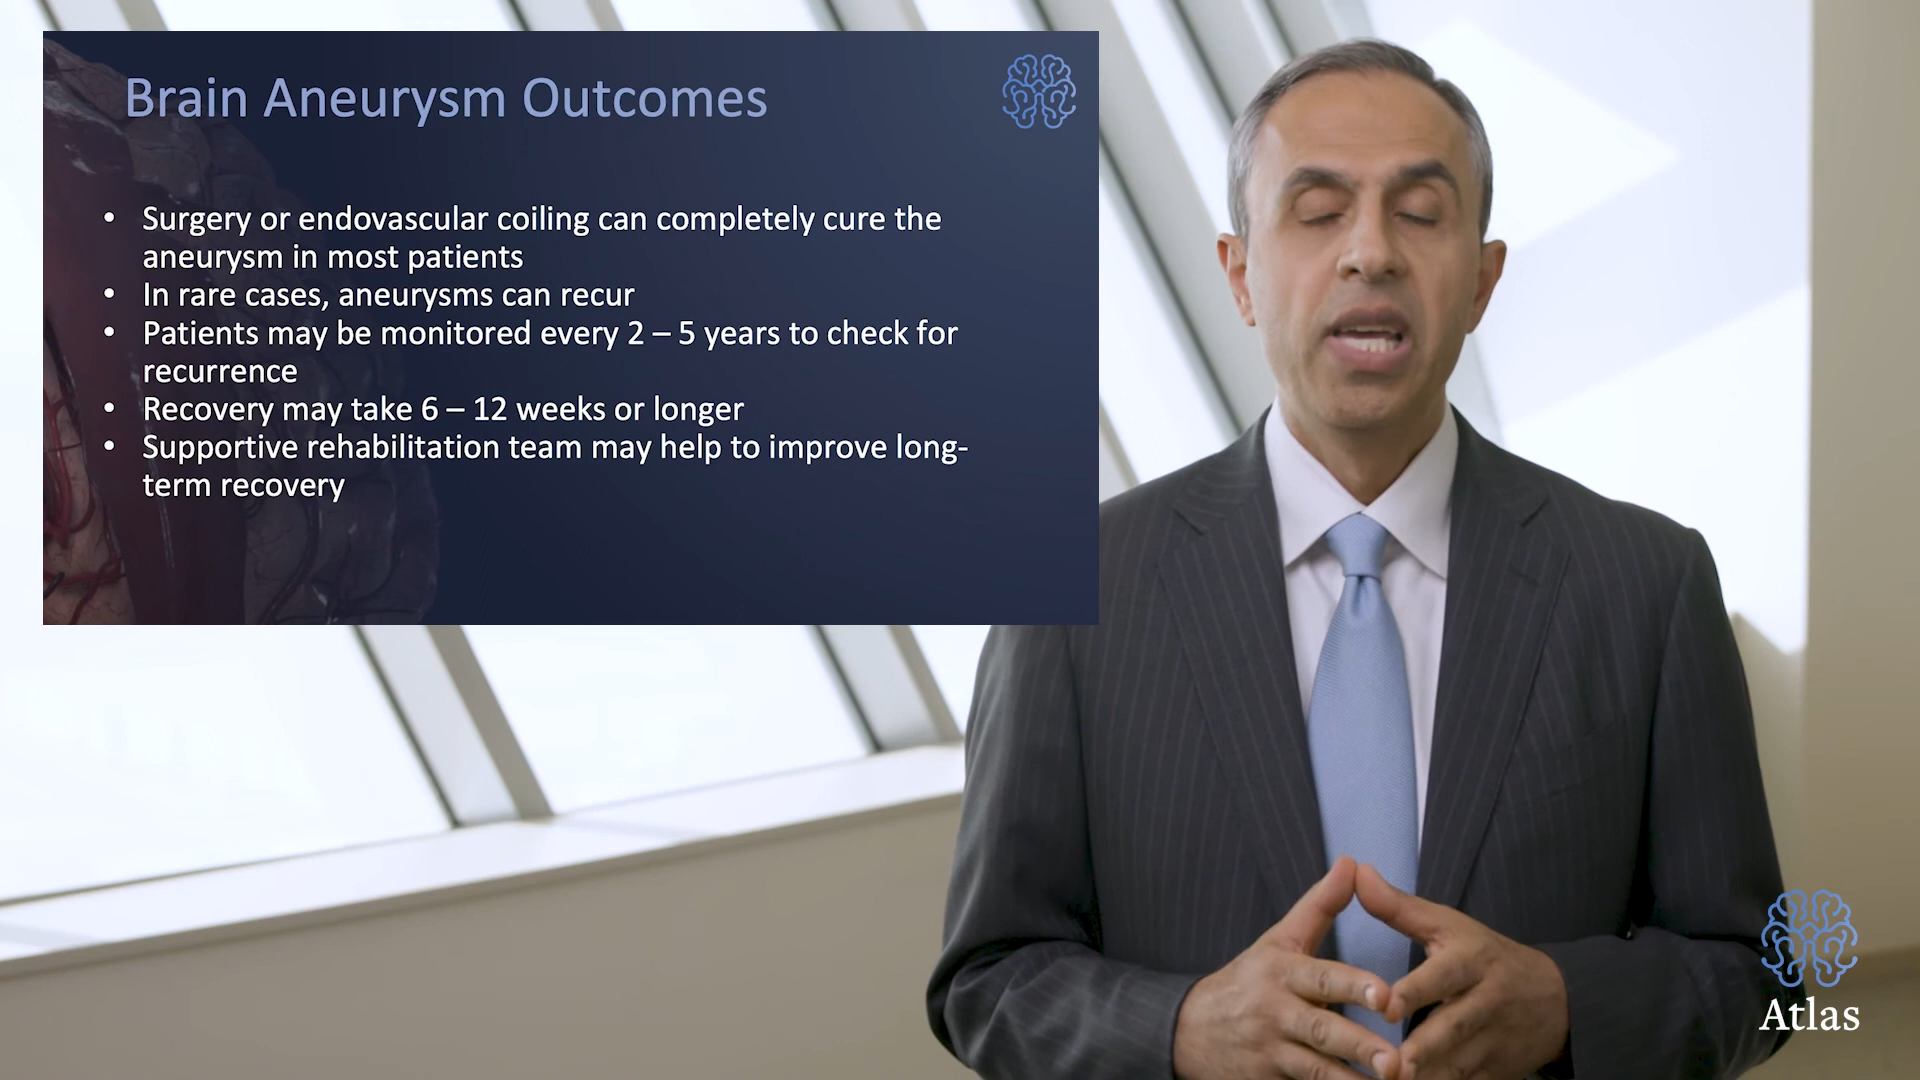 Brain Aneurysm Outcomes
• Surgery or endovascular coiling can completely cure the
aneurysm in most patients
• In rare cases, aneurysms can recur
• Patients may be monitored every 2 – 5 years to check for
recurrence
• Recovery may take 6 – 12 weeks or longer
• Supportive rehabilitation team may help to improve long-
term recovery
Atlas